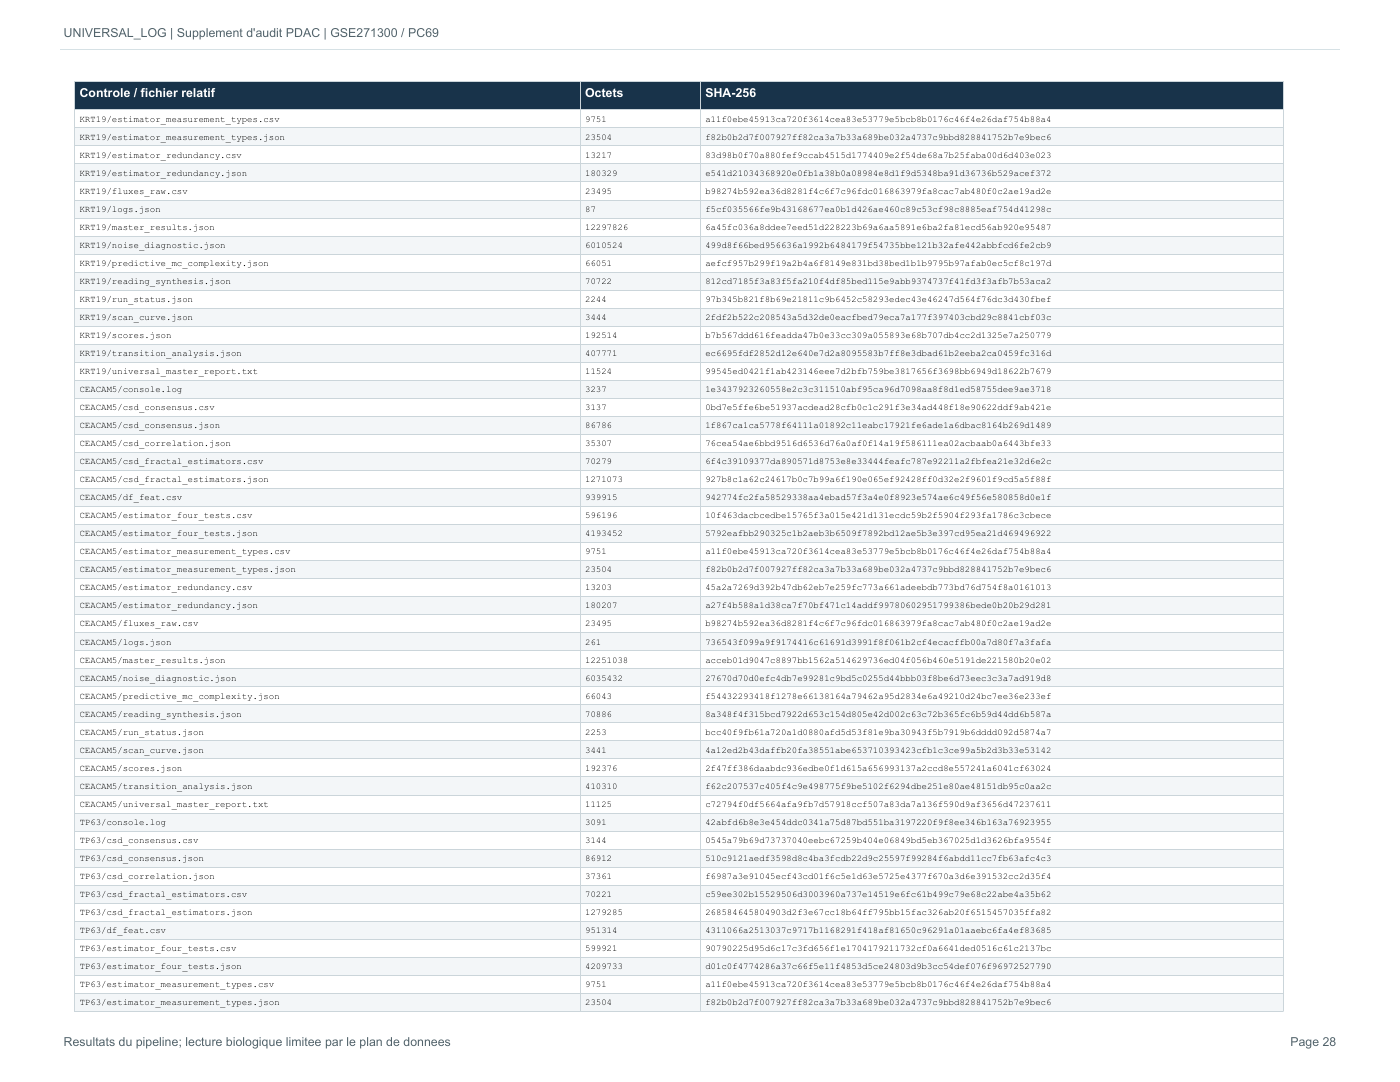 UNIVERSAL_LOG | Supplement d'audit PDAC | GSE271300 / PC69
Controle / fichier relatif Octets SHA-256
KRT19/estimator_measurement_types.csv 9751 a11f0ebe45913ca720f3614cea83e53779e5bcb8b0176c46f4e26daf754b88a4
KRT19/estimator_measurement_types.json 23504 f82b0b2d7f007927ff82ca3a7b33a689be032a4737c9bbd828841752b7e9bec6
KRT19/estimator_redundancy.csv 13217 83d98b0f70a880fef9ccab4515d1774409e2f54de68a7b25faba00d6d403e023
KRT19/estimator_redundancy.json 180329 e541d21034368920e0fb1a38b0a08984e8d1f9d5348ba91d36736b529acef372
KRT19/fluxes_raw.csv 23495 b98274b592ea36d8281f4c6f7c96fdc016863979fa8cac7ab480f0c2ae19ad2e
KRT19/logs.json 87 f5cf035566fe9b43168677ea0b1d426ae460c89c53cf98c8885eaf754d41298c
KRT19/master_results.json 12297826 6a45fc036a8ddee7eed51d228223b69a6aa5891e6ba2fa81ecd56ab920e95487
KRT19/noise_diagnostic.json 6010524 499d8f66bed956636a1992b6484179f54735bbe121b32afe442abbfcd6fe2cb9
KRT19/predictive_mc_complexity.json 66051 aefcf957b299f19a2b4a6f8149e831bd38bed1b1b9795b97afab0ec5cf8c197d
KRT19/reading_synthesis.json 70722 812cd7185f3a83f5fa210f4df85bed115e9abb9374737f41fd3f3afb7b53aca2
KRT19/run_status.json 2244 97b345b821f8b69e21811c9b6452c58293edec43e46247d564f76dc3d430fbef
KRT19/scan_curve.json 3444 2fdf2b522c208543a5d32de0eacfbed79eca7a177f397403cbd29c8841cbf03c
KRT19/scores.json 192514 b7b567ddd616feadda47b0e33cc309a055893e68b707db4cc2d1325e7a250779
KRT19/transition_analysis.json 407771 ec6695fdf2852d12e640e7d2a8095583b7ff8e3dbad61b2eeba2ca0459fc316d
KRT19/universal_master_report.txt 11524 99545ed0421f1ab423146eee7d2bfb759be3817656f3698bb6949d18622b7679
CEACAM5/console.log 3237 1e3437923260558e2c3c311510abf95ca96d7098aa8f8d1ed58755dee9ae3718
CEACAM5/csd_consensus.csv 3137 0bd7e5ffe6be51937acdead28cfb0c1c291f3e34ad448f18e90622ddf9ab421e
CEACAM5/csd_consensus.json 86786 1f867ca1ca5778f64111a01892c11eabc17921fe6ade1a6dbac8164b269d1489
CEACAM5/csd_correlation.json 35307 76cea54ae6bbd9516d6536d76a0af0f14a19f586111ea02acbaab0a6443bfe33
CEACAM5/csd_fractal_estimators.csv 70279 6f4c39109377da890571d8753e8e33444feafc787e92211a2fbfea21e32d6e2c
CEACAM5/csd_fractal_estimators.json 1271073 927b8c1a62c24617b0c7b99a6f190e065ef92428ff0d32e2f9601f9cd5a5f88f
CEACAM5/df_feat.csv 939915 942774fc2fa58529338aa4ebad57f3a4e0f8923e574ae6c49f56e580858d0e1f
CEACAM5/estimator_four_tests.csv 596196 10f463dacbcedbe15765f3a015e421d131ecdc59b2f5904f293fa1786c3cbece
CEACAM5/estimator_four_tests.json 4193452 5792eafbb290325c1b2aeb3b6509f7892bd12ae5b3e397cd95ea21d469496922
CEACAM5/estimator_measurement_types.csv 9751 a11f0ebe45913ca720f3614cea83e53779e5bcb8b0176c46f4e26daf754b88a4
CEACAM5/estimator_measurement_types.json 23504 f82b0b2d7f007927ff82ca3a7b33a689be032a4737c9bbd828841752b7e9bec6
CEACAM5/estimator_redundancy.csv 13203 45a2a7269d392b47db62eb7e259fc773a661adeebdb773bd76d754f8a0161013
CEACAM5/estimator_redundancy.json 180207 a27f4b588a1d38ca7f70bf471c14addf99780602951799386bede0b20b29d281
CEACAM5/fluxes_raw.csv 23495 b98274b592ea36d8281f4c6f7c96fdc016863979fa8cac7ab480f0c2ae19ad2e
CEACAM5/logs.json 261 736543f099a9f9174416c61691d3991f8f061b2cf4ecacffb00a7d80f7a3fafa
CEACAM5/master_results.json 12251038 acceb01d9047c8897bb1562a514629736ed04f056b460e5191de221580b20e02
CEACAM5/noise_diagnostic.json 6035432 27670d70d0efc4db7e99281c9bd5c0255d44bbb03f8be6d73eec3c3a7ad919d8
CEACAM5/predictive_mc_complexity.json 66043 f54432293418f1278e66138164a79462a95d2834e6a49210d24bc7ee36e233ef
CEACAM5/reading_synthesis.json 70886 8a348f4f315bcd7922d653c154d805e42d002c63c72b365fc6b59d44dd6b587a
CEACAM5/run_status.json 2253 bcc40f9fb61a720a1d0880afd5d53f81e9ba30943f5b7919b6dddd092d5874a7
CEACAM5/scan_curve.json 3441 4a12ed2b43daffb20fa38551abe653710393423cfb1c3ce99a5b2d3b33e53142
CEACAM5/scores.json 192376 2f47ff386daabdc936edbe0f1d615a656993137a2ccd8e557241a6041cf63024
CEACAM5/transition_analysis.json 410310 f62c207537c405f4c9e498775f9be5102f6294dbe251e80ae48151db95c0aa2c
CEACAM5/universal_master_report.txt 11125 c72794f0df5664afa9fb7d57918ccf507a83da7a136f590d9af3656d47237611
TP63/console.log 3091 42abfd6b8e3e454ddc0341a75d87bd551ba3197220f9f8ee346b163a76923955
TP63/csd_consensus.csv 3144 0545a79b69d73737040eebc67259b404e06849bd5eb367025d1d3626bfa9554f
TP63/csd_consensus.json 86912 510c9121aedf3598d8c4ba3fcdb22d9c25597f99284f6abdd11cc7fb63afc4c3
TP63/csd_correlation.json 37361 f6987a3e91045ecf43cd01f6c5e1d63e5725e4377f670a3d6e391532cc2d35f4
TP63/csd_fractal_estimators.csv 70221 c59ee302b15529506d3003960a737e14519e6fc61b499c79e68c22abe4a35b62
TP63/csd_fractal_estimators.json 1279285 268584645804903d2f3e67cc18b64ff795bb15fac326ab20f6515457035ffa82
TP63/df_feat.csv 951314 4311066a2513037c9717b1168291f418af81650c96291a01aaebc6fa4ef83685
TP63/estimator_four_tests.csv 599921 90790225d95d6c17c3fd656f1e1704179211732cf0a6641ded0516c61c2137bc
TP63/estimator_four_tests.json 4209733 d01c0f4774286a37c66f5e11f4853d5ce24803d9b3cc54def076f96972527790
TP63/estimator_measurement_types.csv 9751 a11f0ebe45913ca720f3614cea83e53779e5bcb8b0176c46f4e26daf754b88a4
TP63/estimator_measurement_types.json 23504 f82b0b2d7f007927ff82ca3a7b33a689be032a4737c9bbd828841752b7e9bec6
Resultats du pipeline; lecture biologique limitee par le plan de donnees Page 28